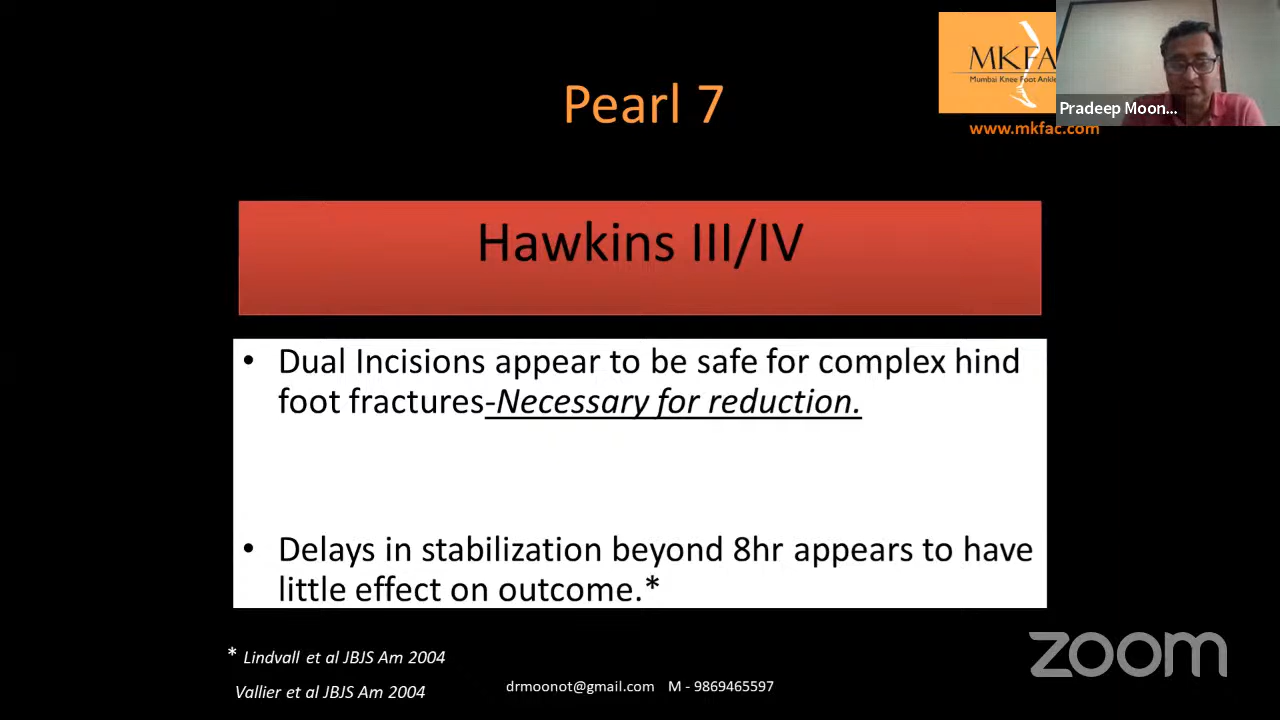 Pearl 7
MKFA
Mumbai Knee Foot Ankle
Pradeep Moon...
www.mkfac.com
Hawkins III/IV
• Dual Incisions appear to be safe for complex hind
foot fractures-Necessary for reduction.
• Delays in stabilization beyond 8hr appears to have
little effect on outcome.*
* Lindvall et al JBJS Am 2004
Vallier et al JBJS Am 2004
drmoonot@gmail.com M - 9869465597
zoom